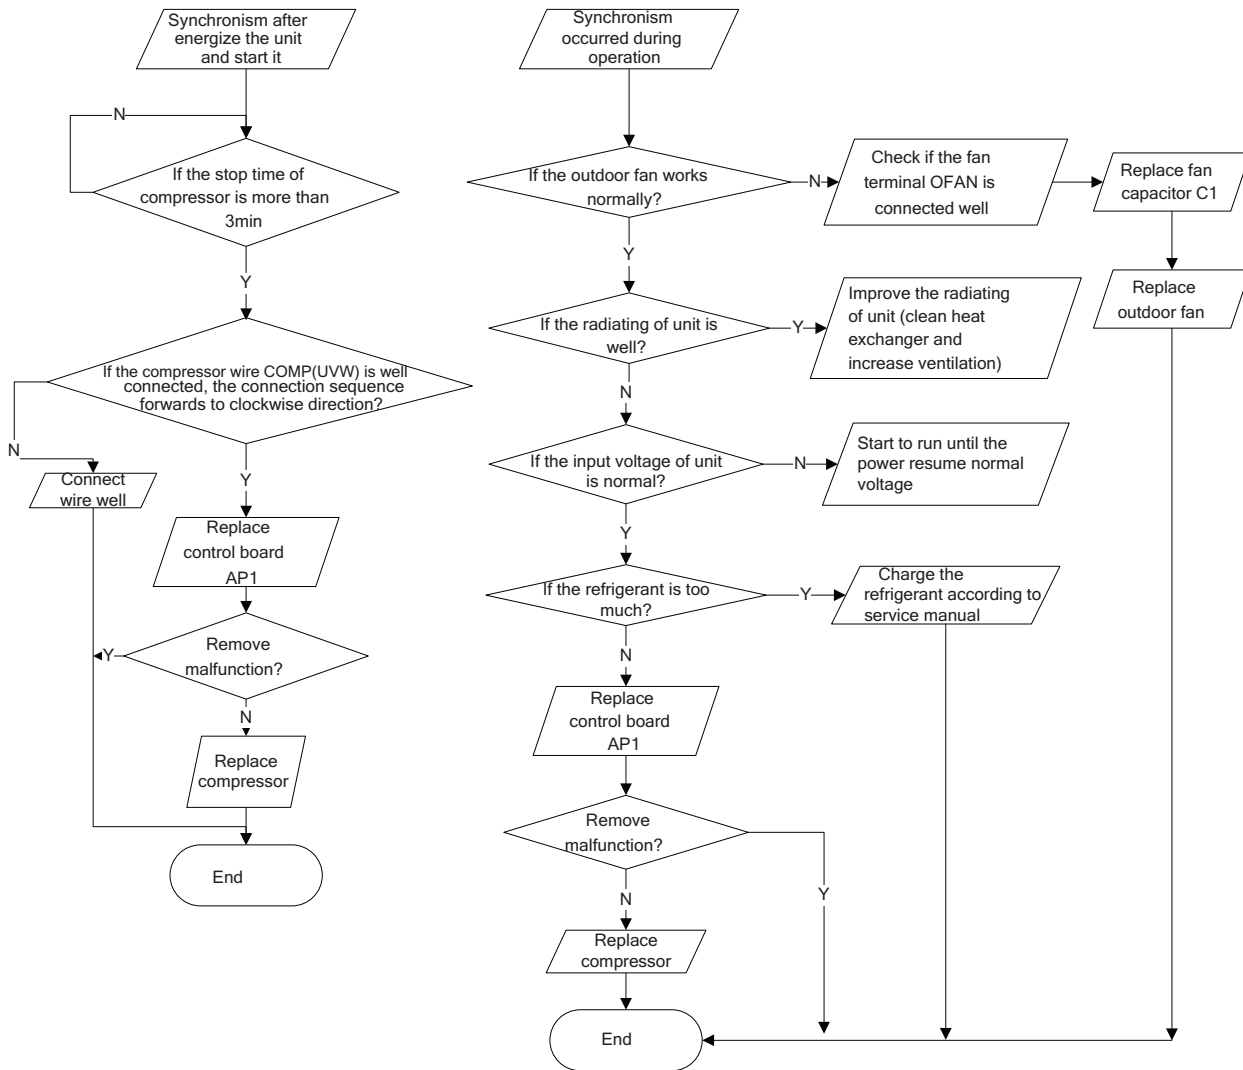 Synchronism after
energize the unit
and start it
N
If the stop time of
compressor is more than
3min
Y
If the compressor wire COMP(UVW) is well
connected, the connection sequence
forwards to clockwise direction?
N
Connect
wire well
Y
Replace
control board
AP1
Remove
malfunction?
Y
N
Replace
compressor
End
Synchronism
occurred during
operation
If the outdoor fan works
normally?
N
Check if the fan
terminal OFAN is
connected well
Replace fan
capacitor C1
Replace
outdoor fan
Y
If the radiating of unit is
well?
Y
Improve the radiating
of unit (clean heat
exchanger and
increase ventilation)
N
If the input voltage of unit
is normal?
N
Start to run until the
power resume normal
voltage
Y
If the refrigerant is too
much?
Y
Charge the
refrigerant according to
service manual
N
Replace
control board
AP1
Remove
malfunction?
Y
N
Replace
compressor
End